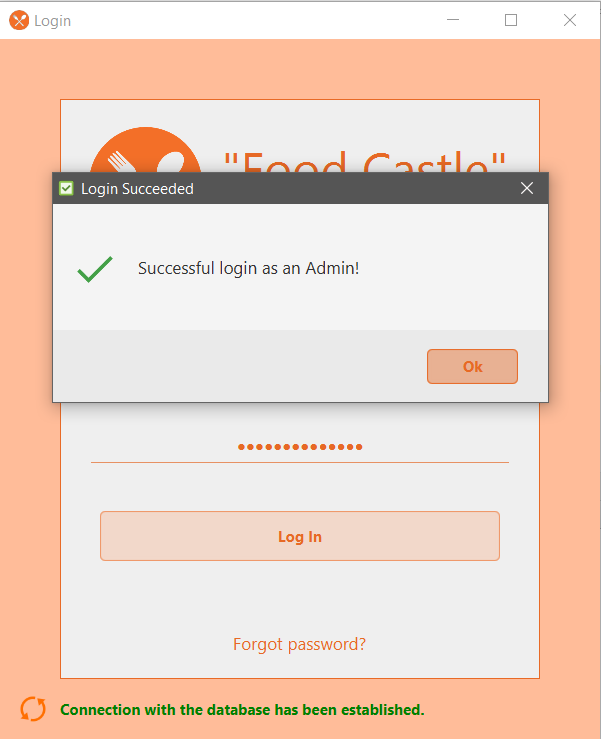 Login
"Food Castle"
Login Succeeded
Successful login as an Admin!
Ok
••••••••••••••
Log In
Forgot password?
Connection with the database has been established.